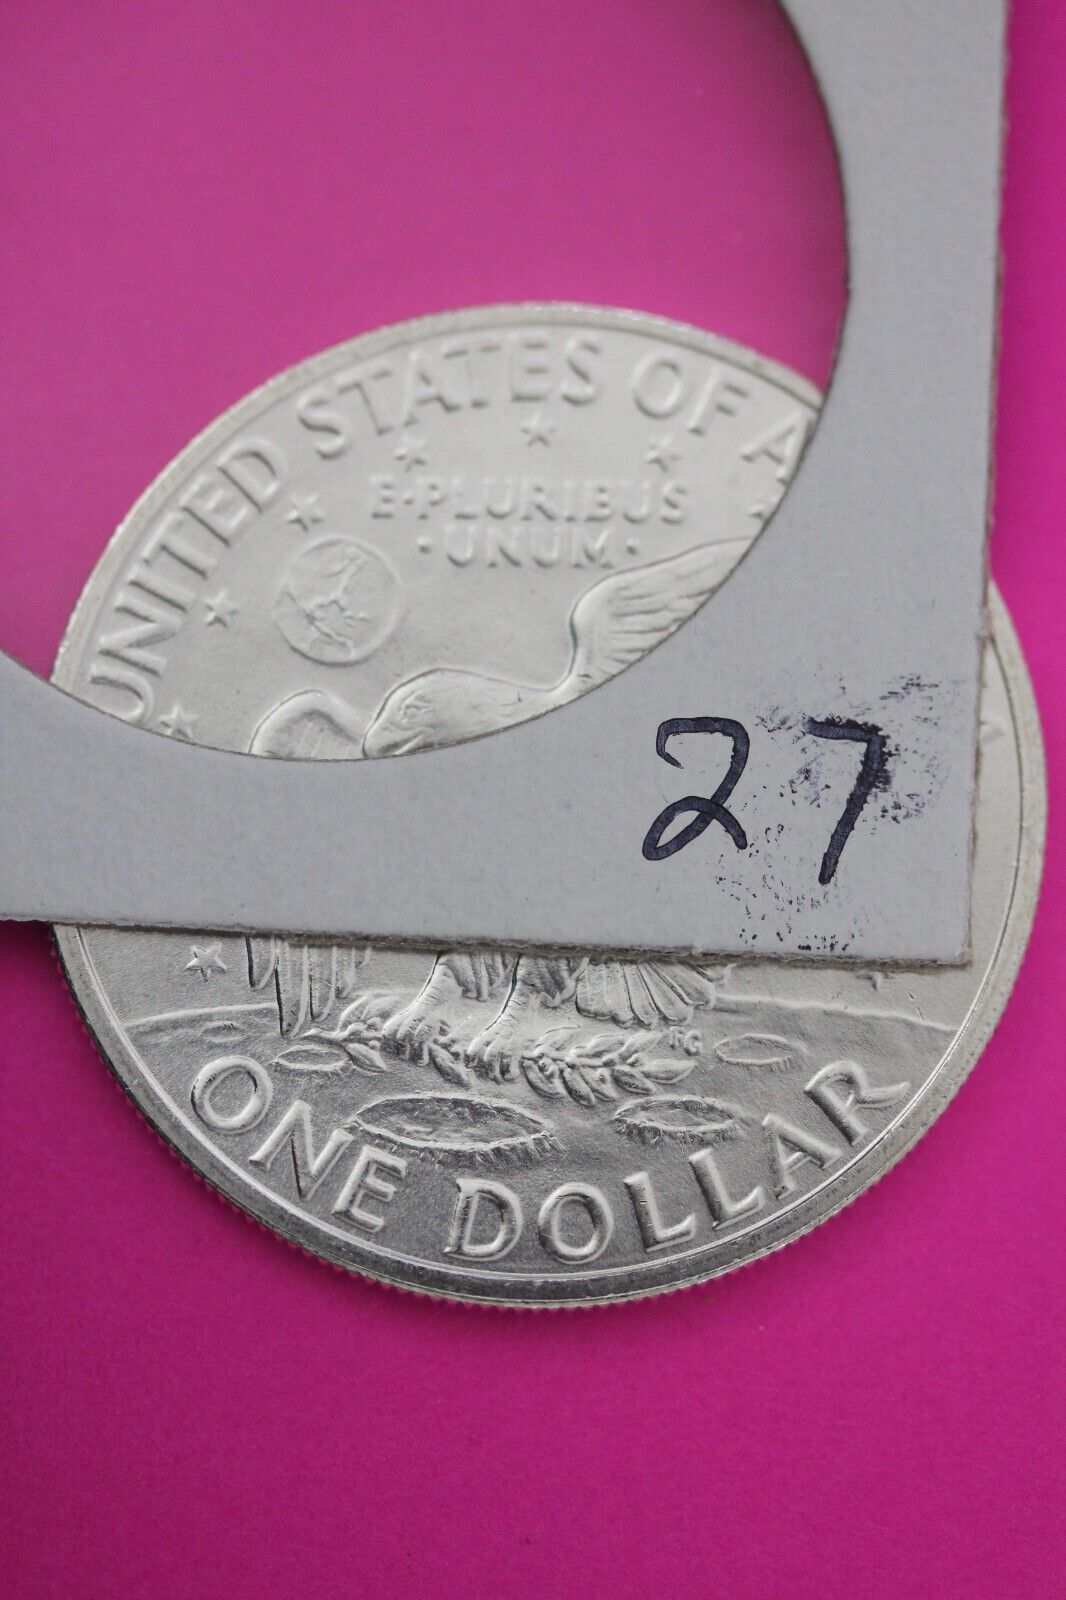 UNITED STATES OF A
E·PLURIBUS
·UNUM·
27
FG
ONE DOLLAR